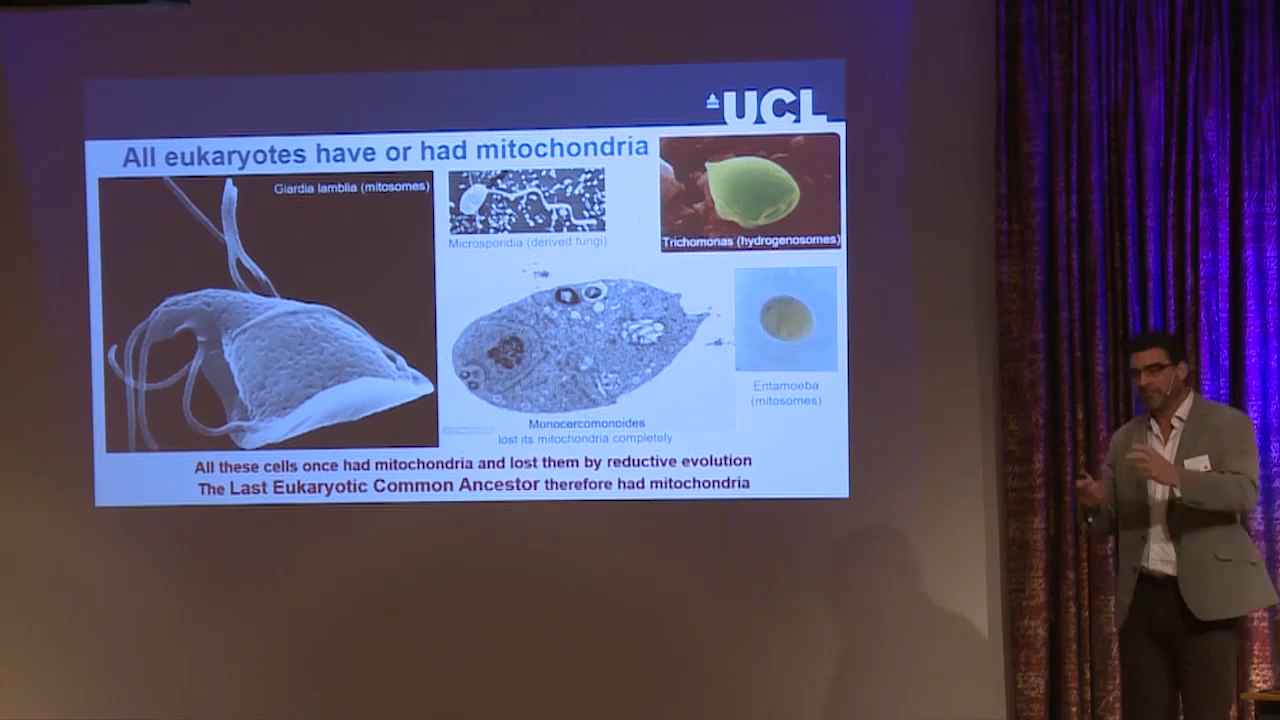 UCL
All eukaryotes have or had mitochondria
Giardia lamblia (mitosomes)
Microsporidia (derived fungi)
Trichomonas (hydrogenosomes)
Entamoeba
(mitosomes)
Monocercomonoides
lost its mitochondria completely
All these cells once had mitochondria and lost them by reductive evolution
The Last Eukaryotic Common Ancestor therefore had mitochondria